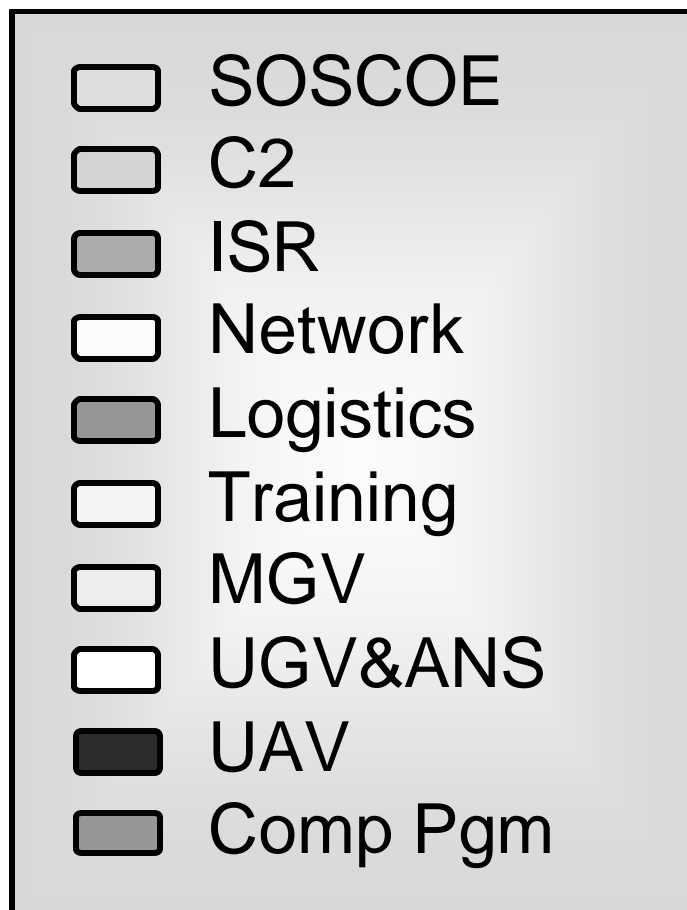 SOSCOE
C2
ISR
Network
Logistics
Training
MGV
UGV&ANS
UAV
Comp Pgm